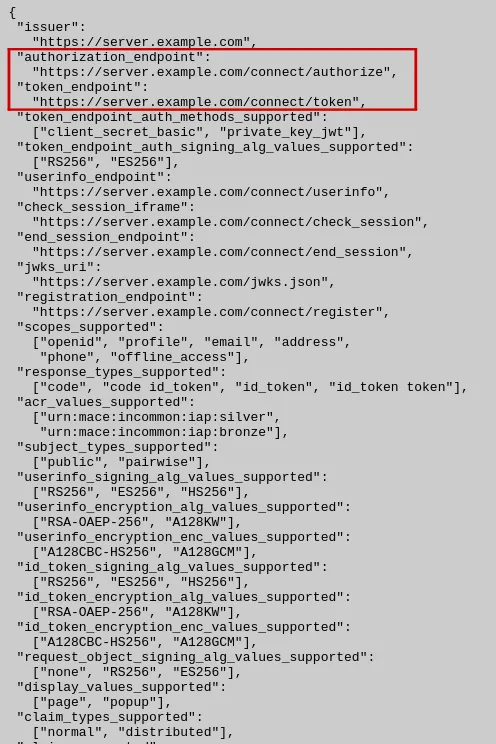 {
"issuer":
"https://server.example.com",
"authorization_endpoint":
"https://server.example.com/connect/authorize",
"token_endpoint":
"https://server.example.com/connect/token",
"token_endpoint_auth_methods_supported":
["client_secret_basic", "private_key_jwt"],
"token_endpoint_auth_signing_alg_values_supported":
["RS256", "ES256"],
"userinfo_endpoint":
"https://server.example.com/connect/userinfo",
"check_session_iframe":
"https://server.example.com/connect/check_session",
"end_session_endpoint":
"https://server.example.com/connect/end_session",
"jwks_uri":
"https://server.example.com/jwks.json",
"registration_endpoint":
"https://server.example.com/connect/register",
"scopes_supported":
["openid", "profile", "email", "address",
"phone", "offline_access"],
"response_types_supported":
["code", "code id_token", "id_token", "id_token token"],
"acr_values_supported":
["urn:mace:incommon:iap:silver",
"urn:mace:incommon:iap:bronze"],
"subject_types_supported":
["public", "pairwise"],
"userinfo_signing_alg_values_supported":
["RS256", "ES256", "HS256"],
"userinfo_encryption_alg_values_supported":
["RSA-OAEP-256", "A128KW"],
"userinfo_encryption_enc_values_supported":
["A128CBC-HS256", "A128GCM"],
"id_token_signing_alg_values_supported":
["RS256", "ES256", "HS256"],
"id_token_encryption_alg_values_supported":
["RSA-OAEP-256", "A128KW"],
"id_token_encryption_enc_values_supported":
["A128CBC-HS256", "A128GCM"],
"request_object_signing_alg_values_supported":
["none", "RS256", "ES256"],
"display_values_supported":
["page", "popup"],
"claim_types_supported":
["normal", "distributed"],